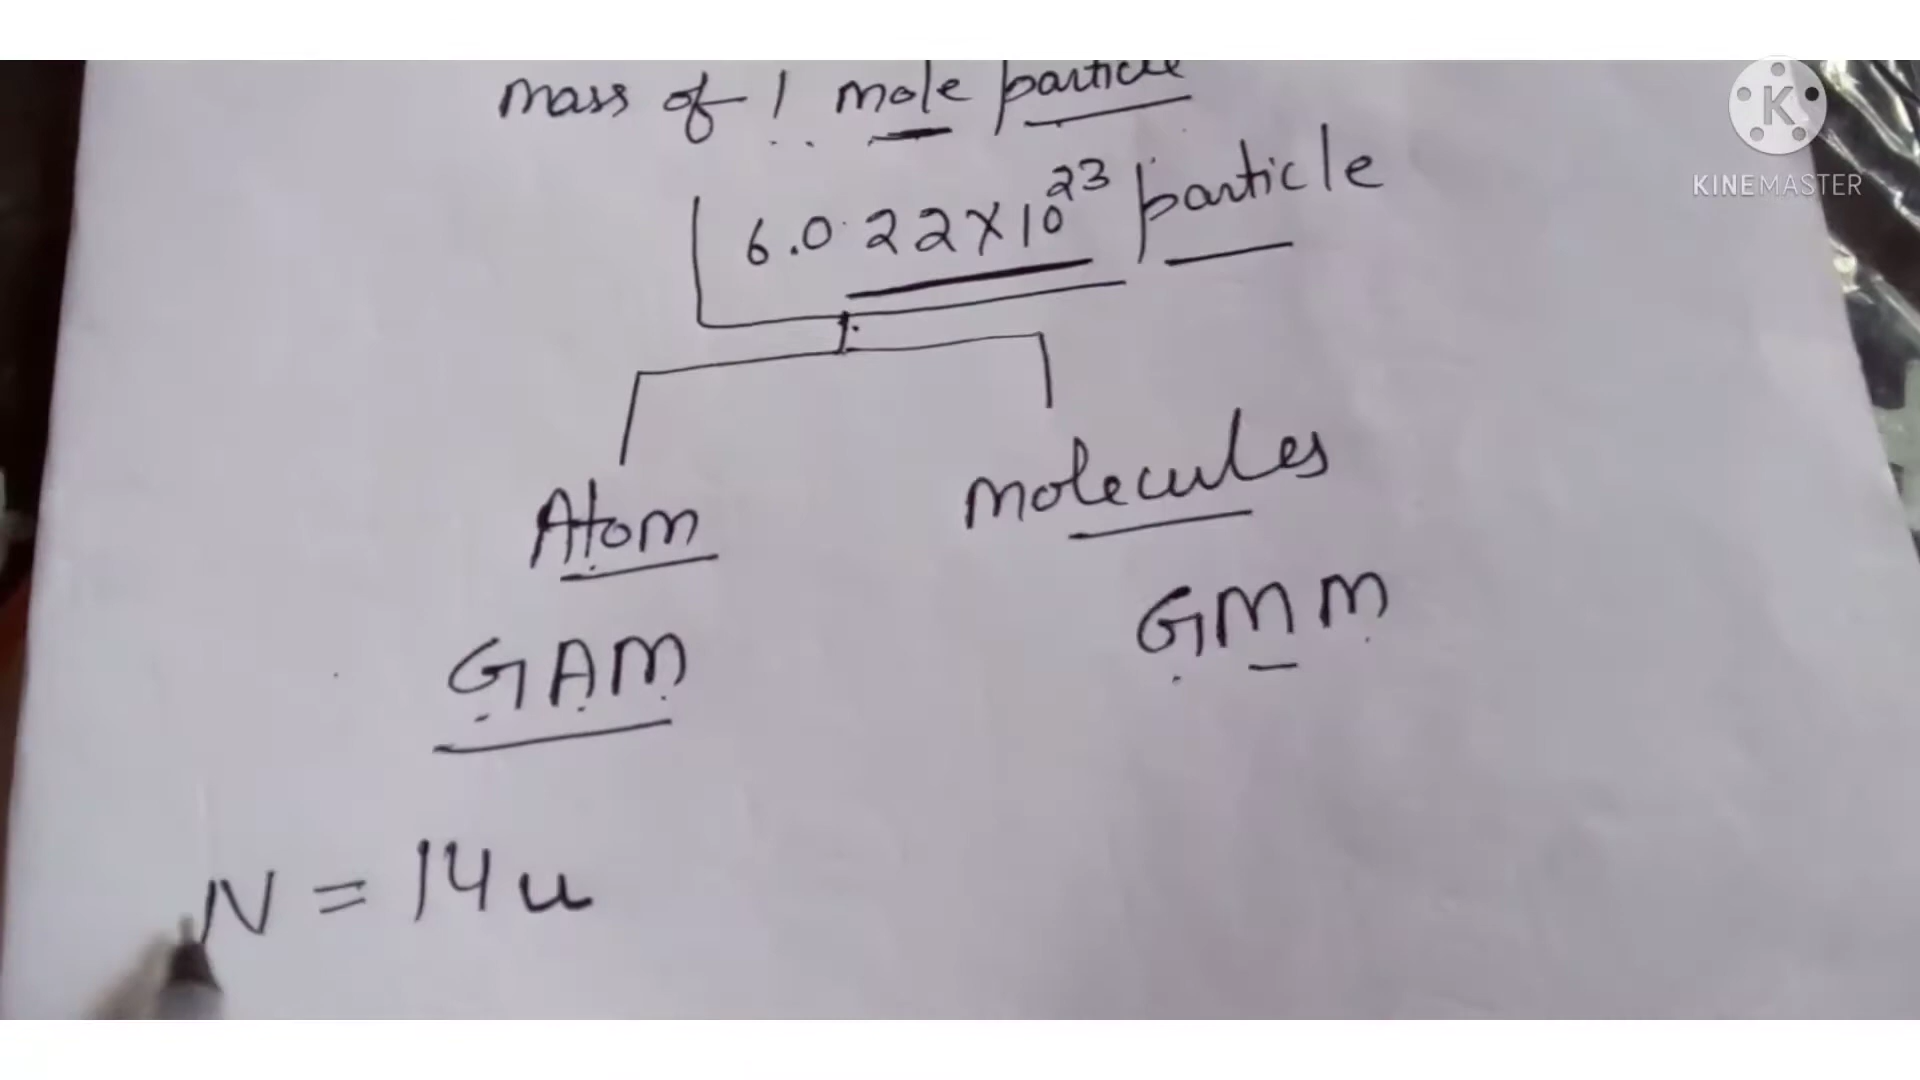 mass of 1 mole particle
6.022×10²³ particle
Atom
Molecules
GAM
GMM
N = 14u
K
KINEMASTER